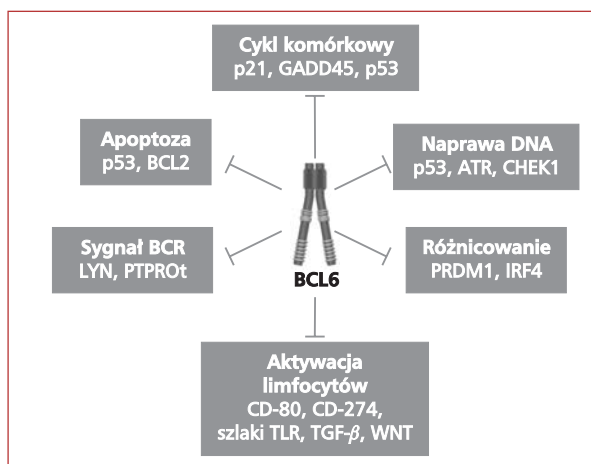 Cykl komórkowy
p21, GADD45, p53
Apoptoza
p53, BCL2
Naprawa DNA
p53, ATR, CHEK1
Sygnał BCR
LYN, PTPROt
BCL6
Różnicowanie
PRDM1, IRF4
Aktywacja
limfocytów
CD-80, CD-274,
szlaki TLR, TGF-β, WNT